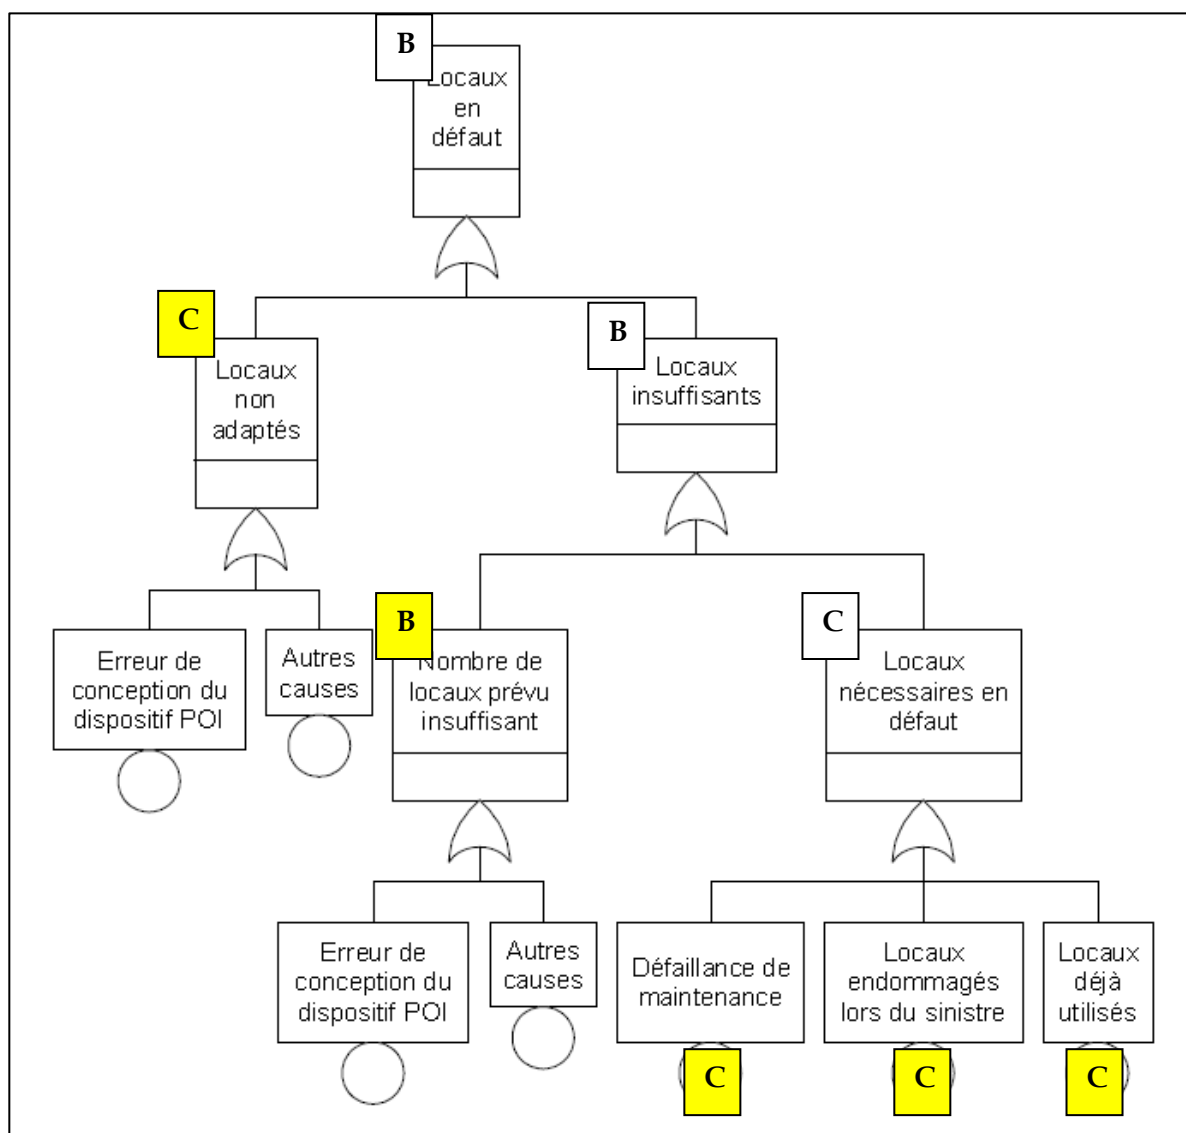 B
Locaux
en
défaut
C
Locaux
non
adaptés
B
Locaux
insuffisants
Erreur de
conception du
dispositif POI
Autres
causes
B
Nombre de
locaux prévu
insuffisant
C
Locaux
nécessaires en
défaut
Erreur de
conception du
dispositif POI
Autres
causes
Défaillance de
maintenance
C
Locaux
endommagés
lors du sinistre
C
Locaux
déjà
utilisés
C